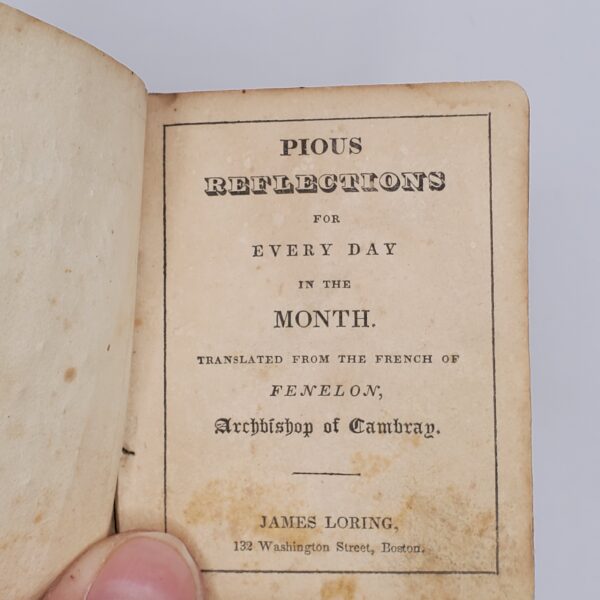 PIOUS
REFLECTIONS
FOR
EVERY DAY
IN THE
MONTH.
TRANSLATED FROM THE FRENCH OF
FENELON,
Archbishop of Cambray.
JAMES LORING,
132 Washington Street, Boston.